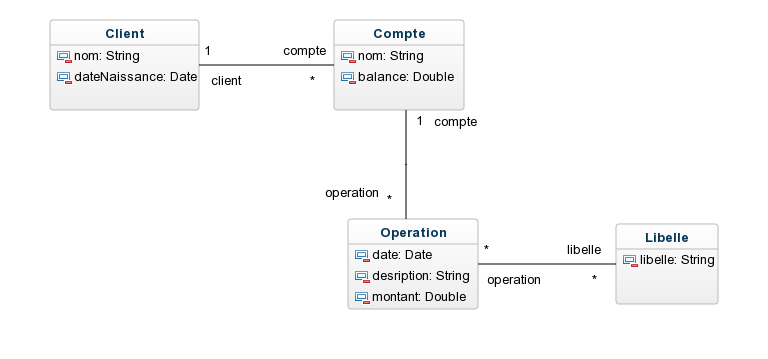 Client
nom: String
dateNaissance: Date
1
compte
client
*
Compte
nom: String
balance: Double
1
compte
operation
*
Operation
date: Date
desription: String
montant: Double
*
libelle
operation
*
Libelle
libelle: String